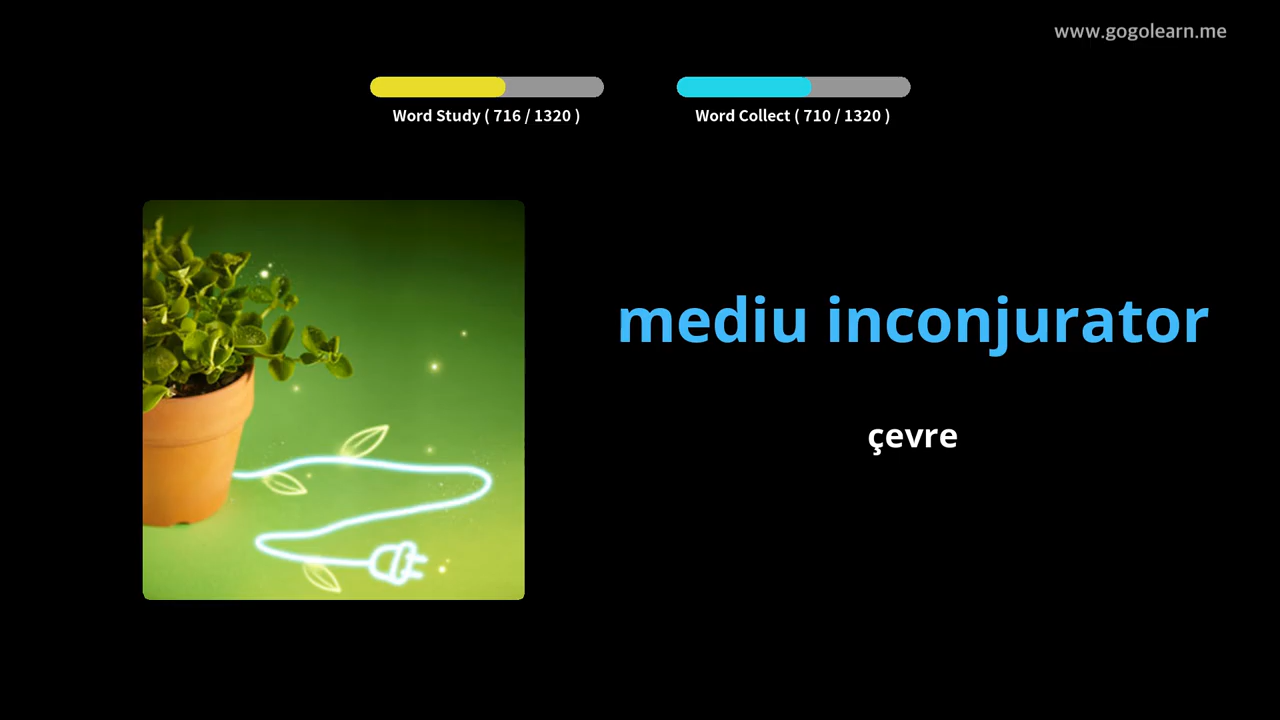 www.gogolearn.me
Word Study ( 716 / 1320 )
Word Collect ( 710 / 1320 )
mediu inconjurator
çevre